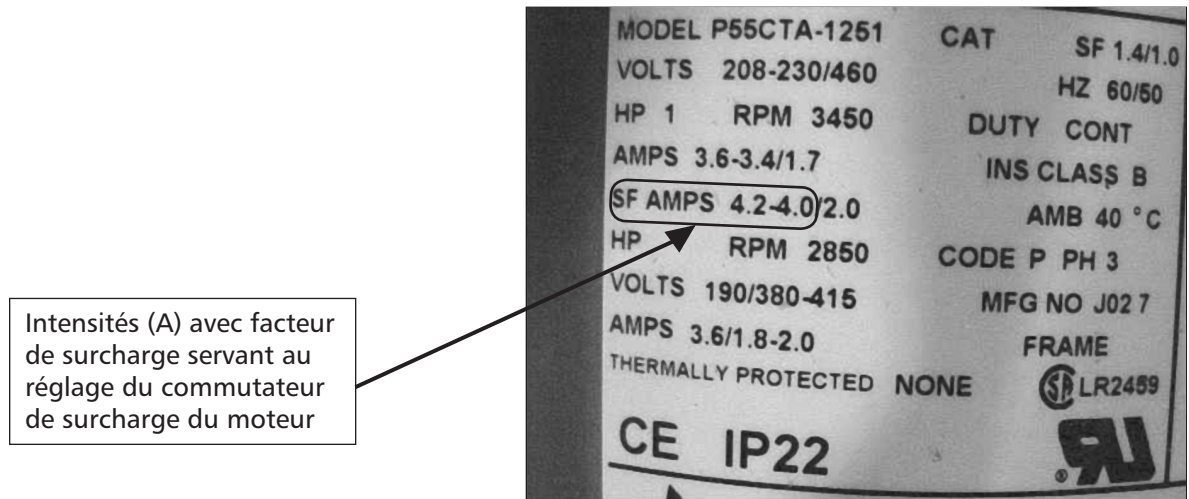 MODEL P55CTA-1251 CAT SF 1.4/1.0
VOLTS 208-230/460 HZ 60/50
HP 1 RPM 3450 DUTY CONT
AMPS 3.6-3.4/1.7 INS CLASS B
SF AMPS 4.2-4.0/2.0 AMB 40 °C
HP RPM 2850 CODE P PH 3
VOLTS 190/380-415 MFG NO J02 7
AMPS 3.6/1.8-2.0 FRAME
THERMALLY PROTECTED NONE SA LR2459
CE IP22 RU ®
Intensités (A) avec facteur
de surcharge servant au
réglage du commutateur
de surcharge du moteur